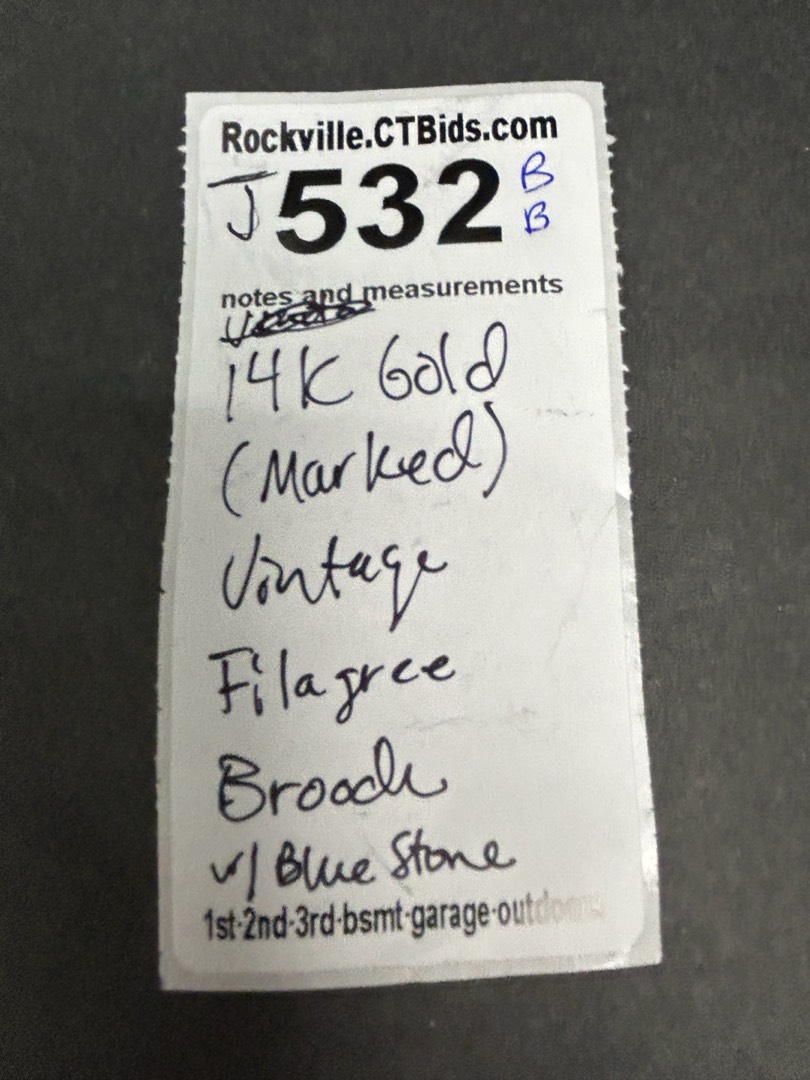 Rockville.CTBids.com
J 532 B
B
notes and measurements
14K Gold
(Marked)
Vintage
Filagree
Brooch
w/ Blue Stone
1st-2nd-3rd-bsmt-garage-outdoors